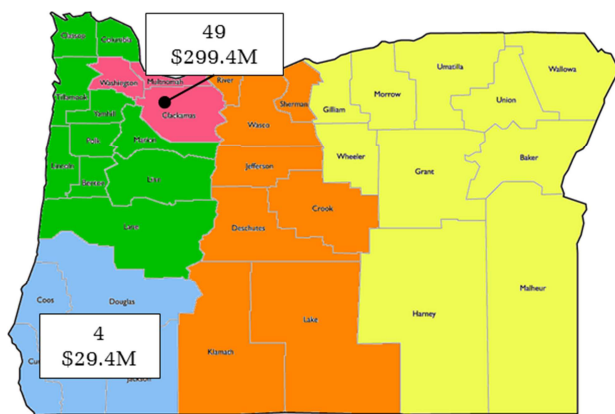 49
$299.4M
Clatsop
Columbia
Washington
Multnomah
River
Umatilla
Wallowa
Morrow
Union
Tillamook
Yamhill
Clackamas
Sherman
Gilliam
Wasco
Polk
Marion
Wheeler
Baker
Lincoln
Benton
Linn
Jefferson
Grant
Crook
Lane
Deschutes
Malheur
Coos
Douglas
Harney
Lake
4
$29.4M
Klamach
Jackson